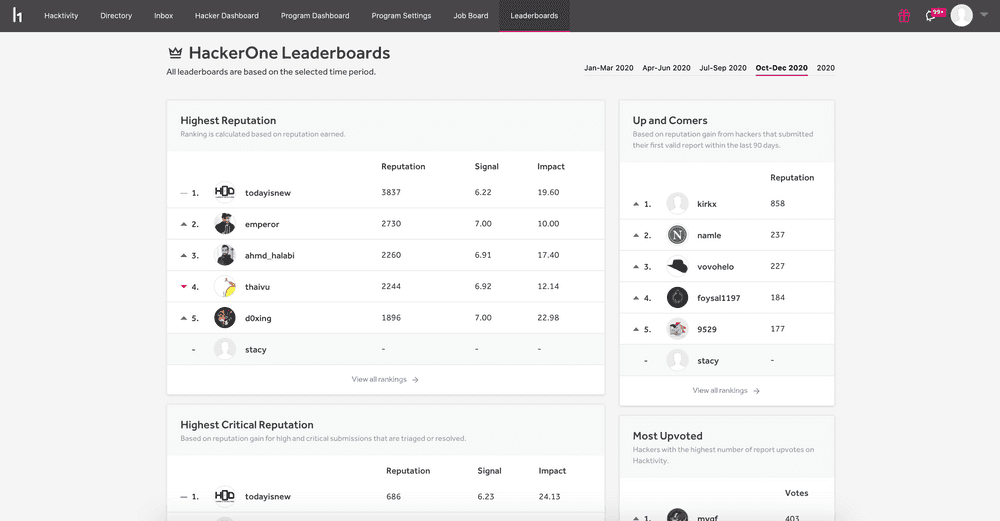 Hacktivity Directory Inbox Hacker Dashboard Program Dashboard Program Settings Job Board Leaderboards 99+
HackerOne Leaderboards
All leaderboards are based on the selected time period.
Jan-Mar 2020 Apr-Jun 2020 Jul-Sep 2020 Oct-Dec 2020 2020
Highest Reputation
Ranking is calculated based on reputation earned.
Reputation Signal Impact
1. todayisnew 3837 6.22 19.60
2. emperor 2730 7.00 10.00
3. ahmd_halabi 2260 6.91 17.40
4. thaivu 2244 6.92 12.14
5. d0xing 1896 7.00 22.98
- stacy - - -
View all rankings →
Highest Critical Reputation
Based on reputation gain for high and critical submissions that are triaged or resolved.
Reputation Signal Impact
1. todayisnew 686 6.23 24.13
Up and Comers
Based on reputation gain from hackers that submitted
their first valid report within the last 90 days.
Reputation
1. kirkx 858
2. N namle 237
3. vovohelo 227
4. foysal1197 184
5. 9529 177
- stacy -
View all rankings →
Most Upvoted
Hackers with the highest number of report upvotes on
Hacktivity.
Votes
1. 403